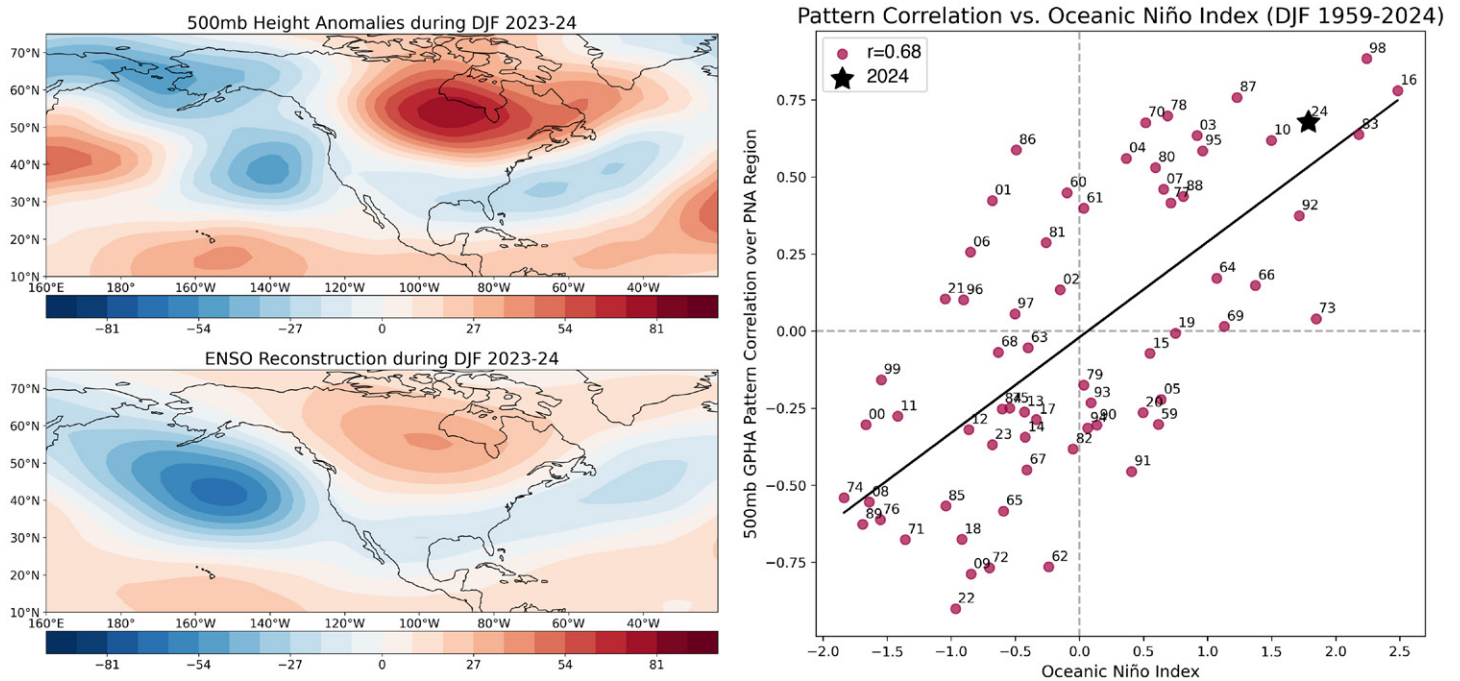 500mb Height Anomalies during DJF 2023-24
70°N
60°N
50°N
40°N
30°N
20°N
10°N
160°E 180° 160°W 140°W 120°W 100°W 80°W 60°W 40°W
−81 −54 −27 0 27 54 81
ENSO Reconstruction during DJF 2023-24
70°N
60°N
50°N
40°N
30°N
20°N
10°N
160°E 180° 160°W 140°W 120°W 100°W 80°W 60°W 40°W
−81 −54 −27 0 27 54 81
Pattern Correlation vs. Oceanic Niño Index (DJF 1959-2024)
r=0.68
2024
500mb GPHA Pattern Correlation over PNA Region
0.75
0.50
0.25
0.00
−0.25
−0.50
−0.75
98
16
87
24
78
70
03
10
83
95
86
04
80
07
88
77
60
01
61
92
81
06
64
66
02
21
96
97
73
69
19
63
68
15
99
79
05
93
20
13
17
00
11
12
90
94
59
14
82
23
67
91
74
08
85
65
76
89
71
18
62
72
09
22
−2.0 −1.5 −1.0 −0.5 0.0 0.5 1.0 1.5 2.0
Oceanic Niño Index